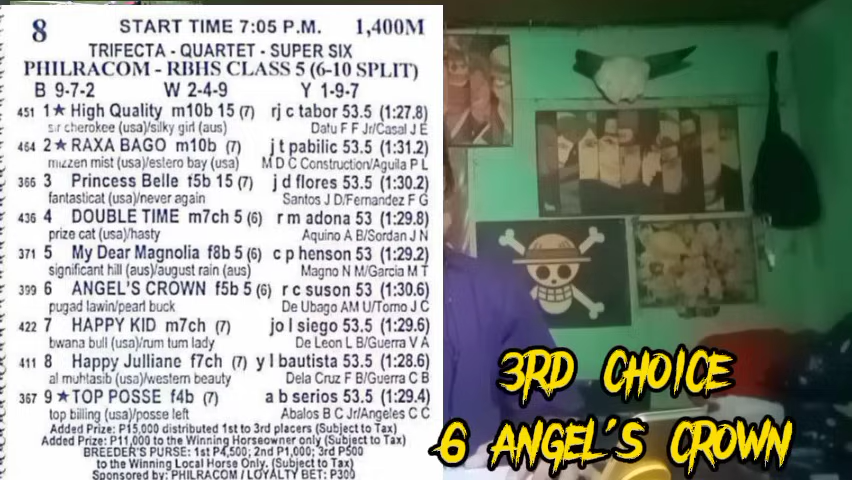 8 START TIME 7:05 P.M. 1,400M
TRIFECTA - QUARTET - SUPER SIX
PHILRACOM - RBHS CLASS 5 (6-10 SPLIT)
B 9-7-2 W 2-4-9 Y 1-9-7
451 1★ High Quality m10b 15 (7) rj c tabor 53.5 (1:27.8)
sir cherokee (usa)/silky girl (aus) Datu F F Jr/Casal J E
464 2★ RAXA BAGO m10b (7) j t pabilic 53.5 (1:31.2)
mizzen mist (usa)/estero bay (usa) M D C Construction/Aguila P L
366 3 Princess Belle f5b 15 (7) j d flores 53.5 (1:30.2)
fantasticat (usa)/never again Santos J D/Fernandez F G
436 4 DOUBLE TIME m7ch 5 (6) r m adona 53 (1:29.8)
prize cat (usa)/hasty Aquino A B/Sordan J N
371 5 My Dear Magnolia f8b 5 (6) c p henson 53 (1:29.2)
significant hill (aus)/august rain (aus) Magno N M/Garcia M T
399 6 ANGEL'S CROWN f5b 5 (6) r c suson 53 (1:30.6)
pugad lawin/pearl buck De Ubago AM U/Torno J C
422 7 HAPPY KID m7ch (7) jo l siego 53.5 (1:29.6)
bwana bull (usa)/rum tum lady De Leon L B/Guerra V A
411 8 Happy Julliane f7ch (7) y l bautista 53.5 (1:28.6)
al muhtasib (usa)/western beauty Dela Cruz F B/Guerra C B
367 9★ TOP POSSE f4b (7) a b serios 53.5 (1:29.4)
top billing (usa)/posse left Abalos B C Jr/Angeles C C
Added Prize: P15,000 distributed 1st to 3rd placers (Subject to Tax)
Added Prize: P11,000 to the Winning Horseowner only (Subject to Tax)
BREEDER'S PURSE: 1st P4,500; 2nd P1,000; 3rd P500
to the Winning Local Horse Only. (Subject to Tax)
Sponsored by: PHILRACOM / LOYALTY BET: P300
3RD CHOICE
6 ANGEL'S CROWN